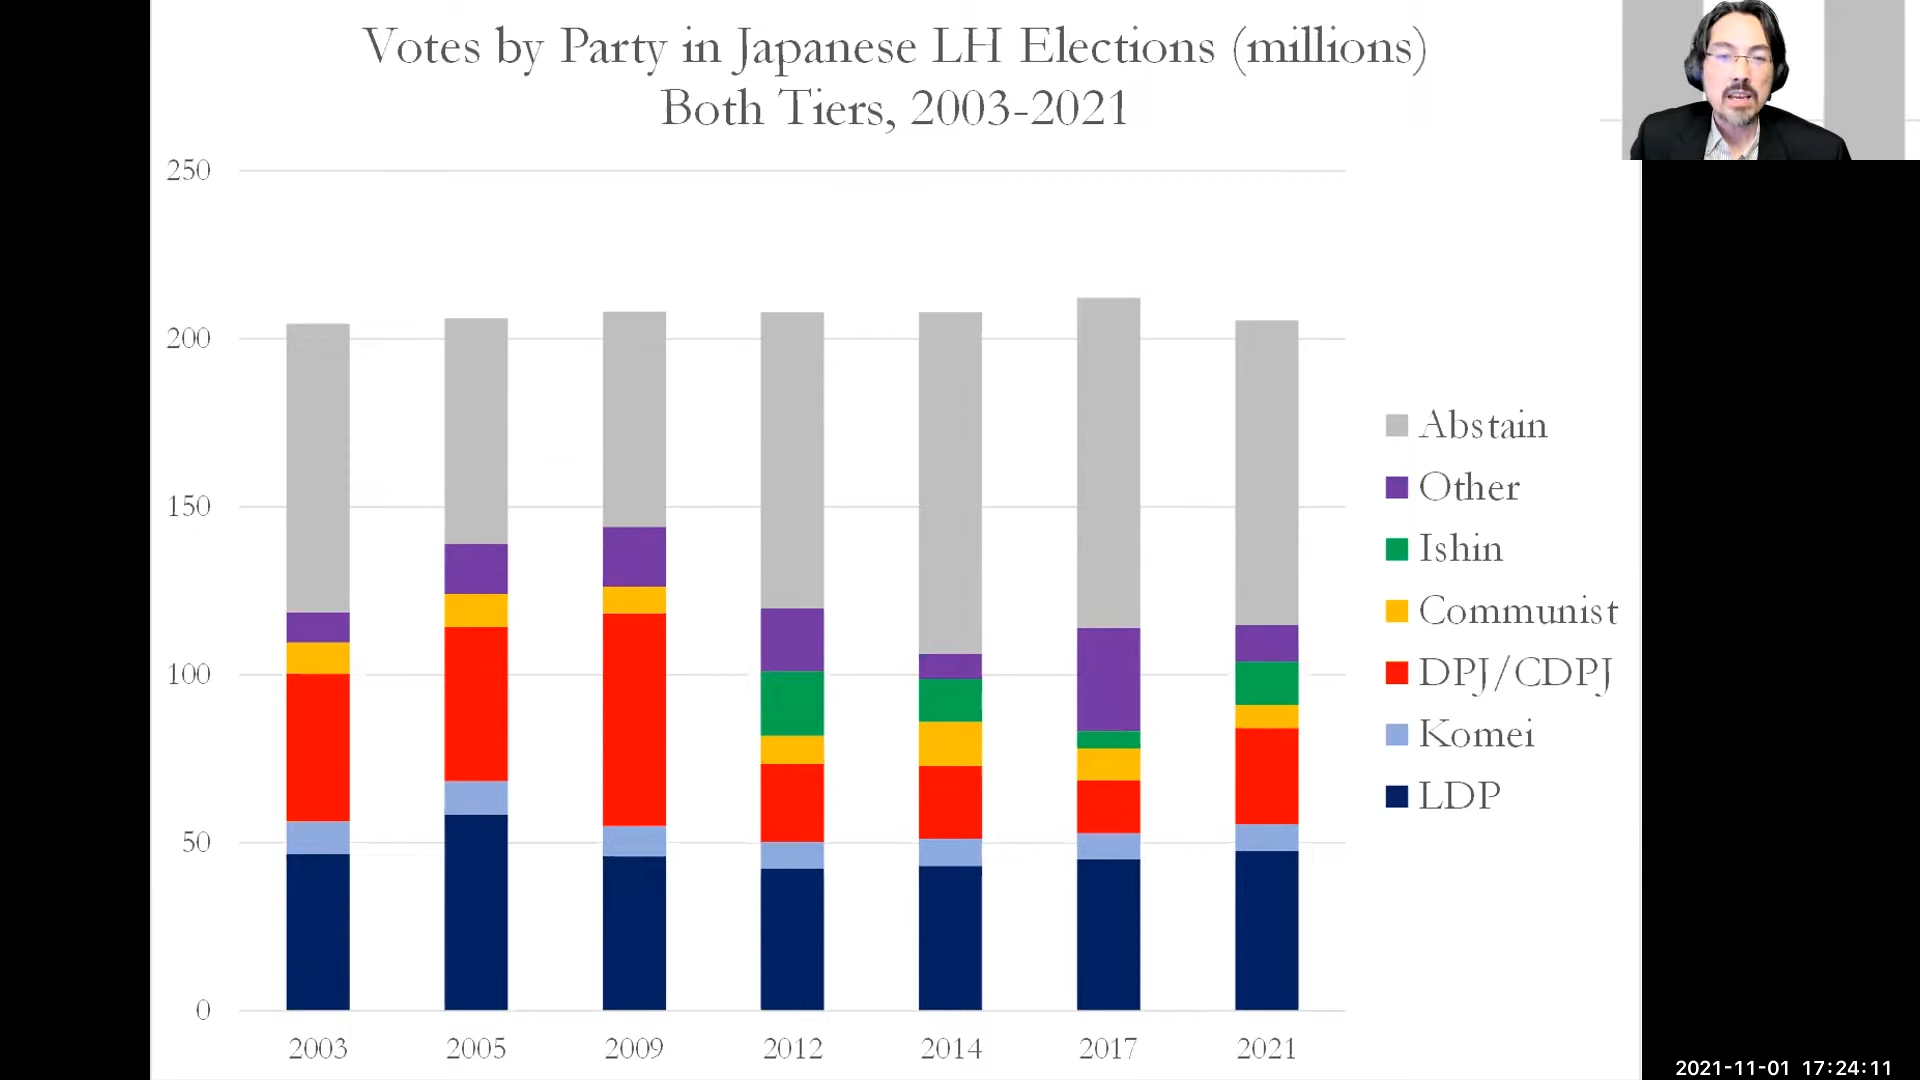 Votes by Party in Japanese LH Elections (millions)
Both Tiers, 2003-2021
250
200
150
100
50
0
2003 2005 2009 2012 2014 2017 2021
Abstain
Other
Ishin
Communist
DPJ/CDPJ
Komei
LDP
2021-11-01 17:24:11